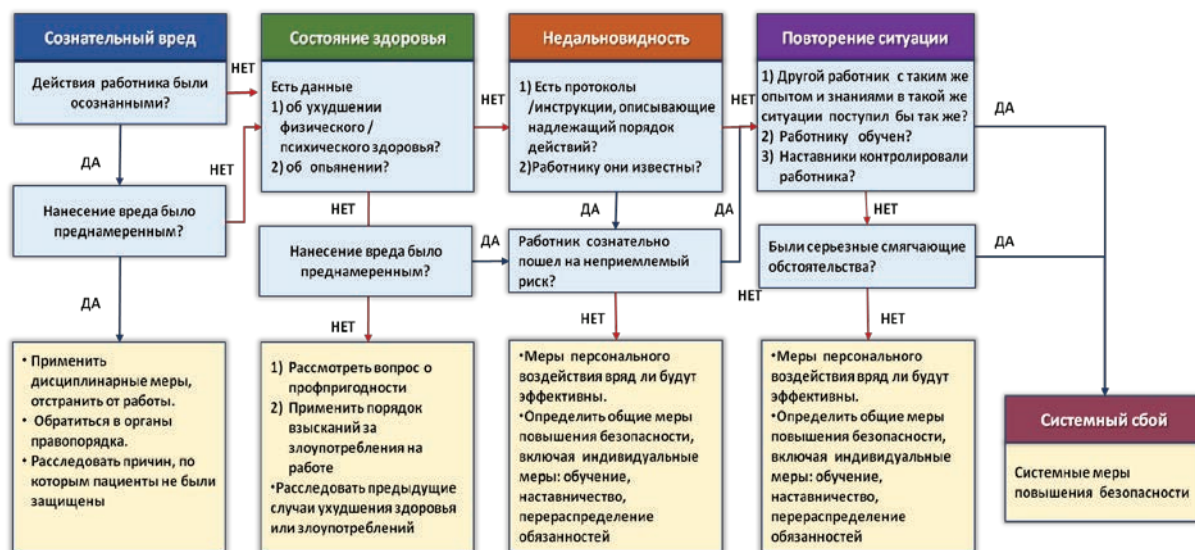 Сознательный вред
Действия работника были
осознанными?
НЕТ
ДА
НЕТ
Нанесение вреда было
преднамеренным?
ДА
• Применить
дисциплинарные меры,
отстранить от работы.
• Обратиться в органы
правопорядка.
• Расследовать причин, по
которым пациенты не были
защищены
Состояние здоровья
Есть данные
1) об ухудшении
физического /
психического здоровья?
2) об опьянении?
НЕТ
НЕТ
Нанесение вреда было
преднамеренным?
ДА
НЕТ
1) Рассмотреть вопрос о
профпригодности
2) Применить порядок
взысканий за
злоупотребления на
работе
•Расследовать предыдущие
случаи ухудшения здоровья
или злоупотреблений
Недальновидность
1) Есть протоколы
/инструкции, описывающие
надлежащий порядок
действий?
2)Работнику они известны?
НЕТ
ДА
ДА
Работник сознательно
пошел на неприемлемый
риск?
НЕТ
НЕТ
•Меры персонального
воздействия вряд ли будут
эффективны.
•Определить общие меры
повышения безопасности,
включая индивидуальные
меры: обучение,
наставничество,
перераспределение
обязанностей
Повторение ситуации
1) Другой работник с таким же
опытом и знаниями в такой же
ситуации поступил бы так же?
2) Работнику обучен?
3) Наставники контролировали
работника?
ДА
НЕТ
Были серьезные смягчающие
обстоятельства?
ДА
НЕТ
•Меры персонального
воздействия вряд ли будут
эффективны.
•Определить общие меры
повышения безопасности,
включая индивидуальные
меры: обучение,
наставничество,
перераспределение
обязанностей
Системный сбой
Системные меры
повышения безопасности